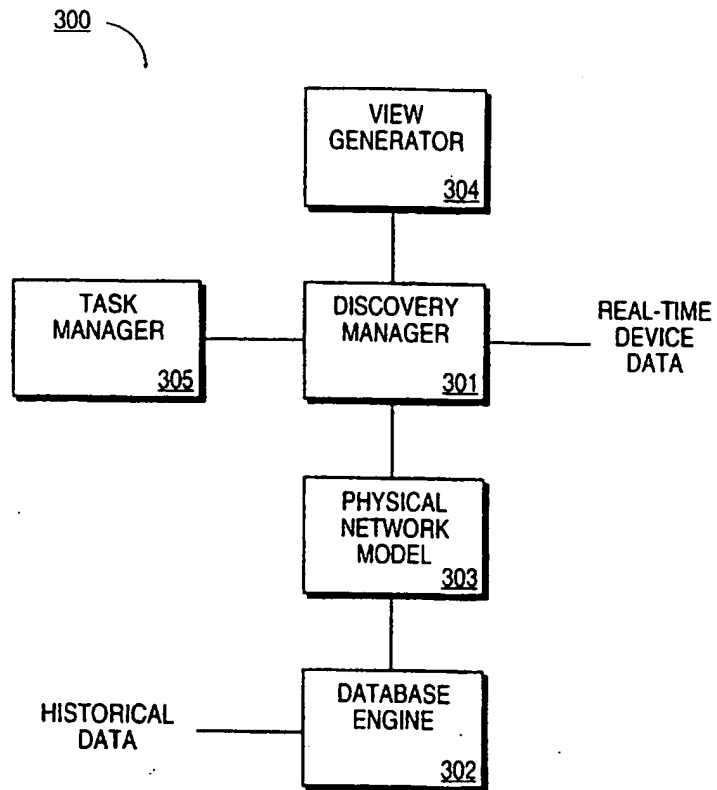 300
VIEW
GENERATOR
304
TASK
MANAGER
305
DISCOVERY
MANAGER
301
REAL-TIME
DEVICE
DATA
PHYSICAL
NETWORK
MODEL
303
HISTORICAL
DATA
DATABASE
ENGINE
302